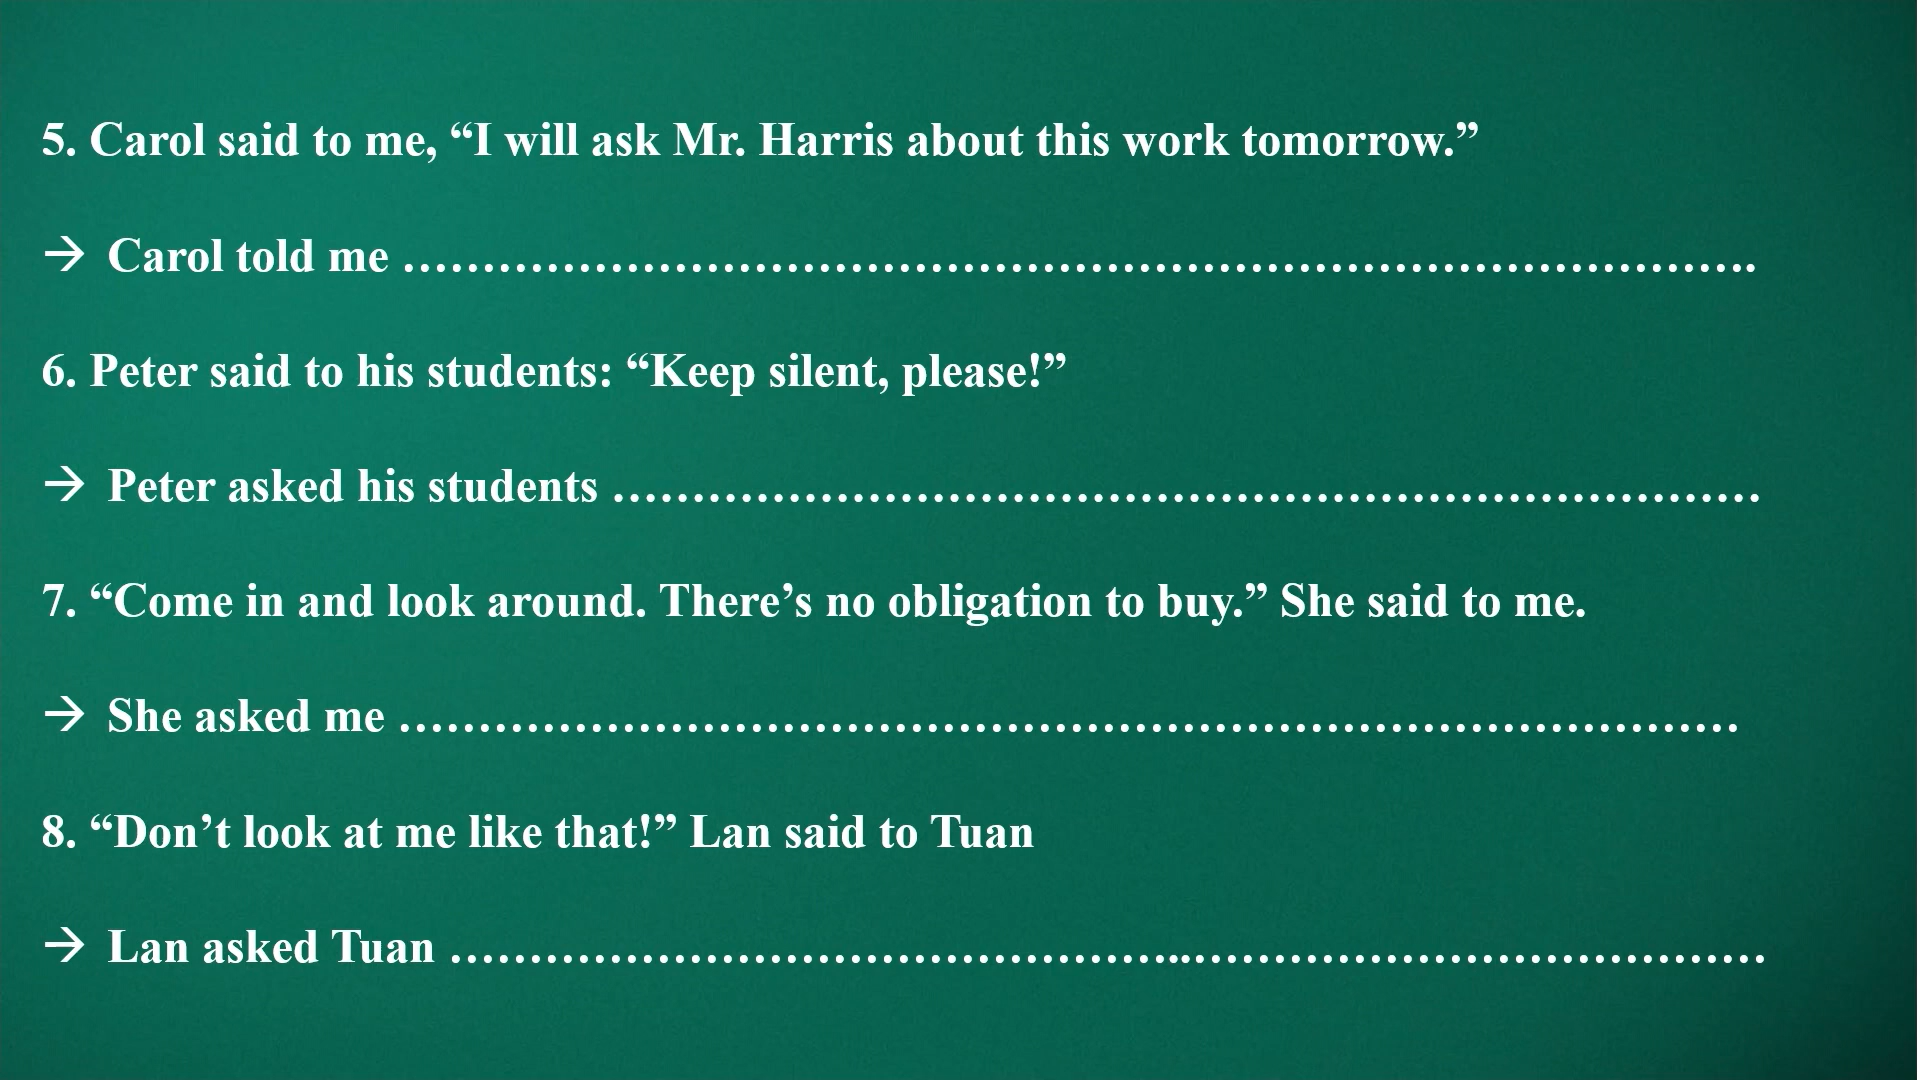 5. Carol said to me, “I will ask Mr. Harris about this work tomorrow.”
→ Carol told me ……………………………………………………………………………….
6. Peter said to his students: “Keep silent, please!”
→ Peter asked his students ……………………………………………………………………
7. “Come in and look around. There’s no obligation to buy.” She said to me.
→ She asked me ………………………………………………………………………………
8. “Don’t look at me like that!” Lan said to Tuan
→ Lan asked Tuan …………………………………………...…………………………………